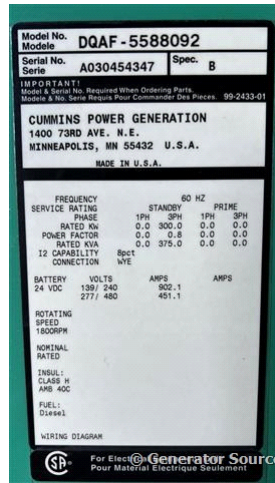 Model No. DQAF-5588092
Modele
Serial No. A030454347 Spec. B
Serie
IMPORTANT!
Model & Serial No. Required When Ordering Parts.
Modele & No. Serie Requis Pour Commander Des Pieces. 99-2433-01
CUMMINS POWER GENERATION
1400 73RD AVE. N.E.
MINNEAPOLIS, MN 55432 U.S.A.
MADE IN U.S.A.
FREQUENCY 60 HZ
SERVICE RATING STANDBY PRIME
PHASE 1PH 3PH 1PH 3PH
RATED KW 0.0 300.0 0.0 0.0
POWER FACTOR 0.0 0.8 0.0 0.0
RATED KVA 0.0 375.0 0.0 0.0
I2 CAPABILITY 8pct
CONNECTION WYE
BATTERY VOLTS AMPS AMPS
24 VDC 139/ 240 902.1
277/ 480 451.1
ROTATING
SPEED
1800RPM
NOMINAL
RATED
INSUL:
CLASS H
AMB 40C
FUEL:
Diesel
WIRING DIAGRAM
For Electrical
Pour Material Electrique Seulement
© Generator Source